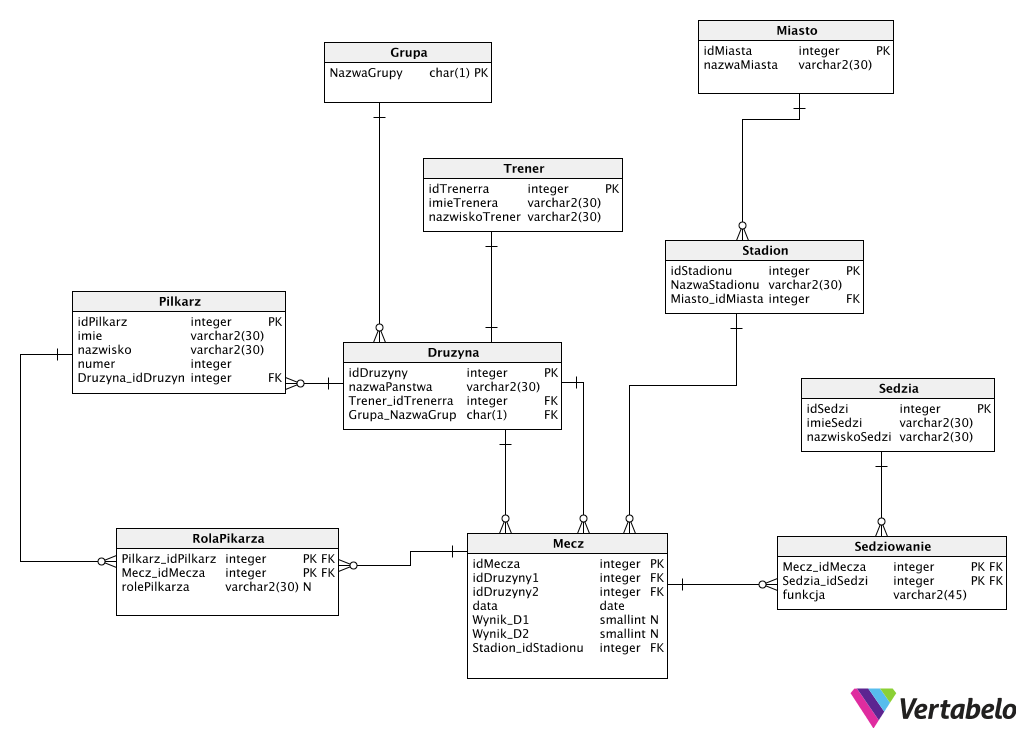 Grupa
NazwaGrupy char(1) PK
Miasto
idMiasta integer PK
nazwaMiasta varchar2(30)
Trener
idTrenerra integer PK
imieTrenera varchar2(30)
nazwiskoTrener varchar2(30)
Stadion
idStadionu integer PK
NazwaStadionu varchar2(30)
Miasto_idMiasta integer FK
Pilkarz
idPilkarz integer PK
imie varchar2(30)
nazwisko varchar2(30)
numer integer
Druzyna_idDruzyn integer FK
Druzyna
idDruzyny integer PK
nazwaPanstwa varchar2(30)
Trener_idTrenerra integer FK
Grupa_NazwaGrup char(1) FK
Sedzia
idSedzi integer PK
imieSedzi varchar2(30)
nazwiskoSedzi varchar2(30)
RolaPikarza
Pilkarz_idPilkarz integer PK FK
Mecz_idMecza integer PK FK
rolePilkarza varchar2(30) N
Mecz
idMecza integer PK
idDruzyny1 integer FK
idDruzyny2 integer FK
data date
Wynik_D1 smallint N
Wynik_D2 smallint N
Stadion_idStadionu integer FK
Sedziowanie
Mecz_idMecza integer PK FK
Sedzia_idSedzi integer PK FK
funkcja varchar2(45)
Vertabelo